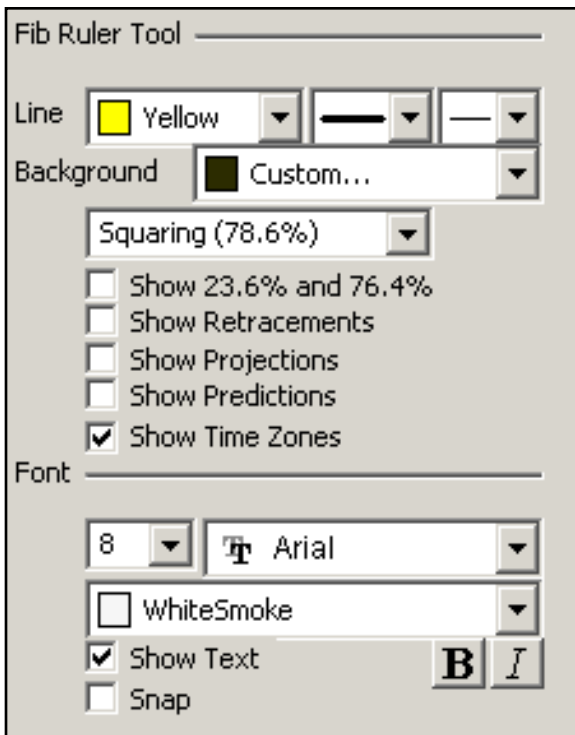 Fib Ruler Tool
Line Yellow
Background Custom...
Squaring (78.6%)
Show 23.6% and 76.4%
Show Retracements
Show Projections
Show Predictions
Show Time Zones
Font
8 Arial
WhiteSmoke
Show Text B I
Snap